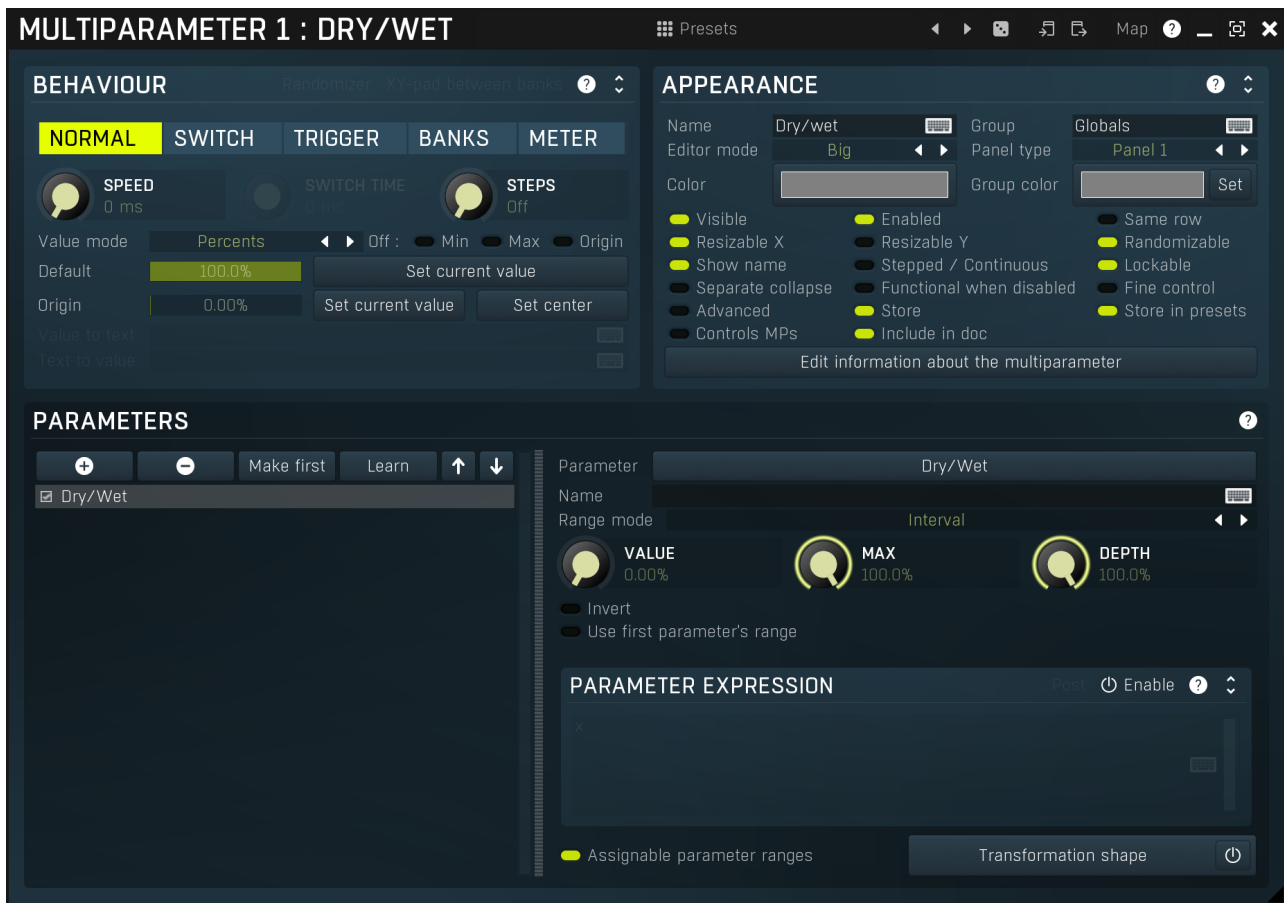 MULTIPARAMETER 1 : DRY/WET Presets Map ?
BEHAVIOUR Randomizer XY-pad between banks ?
NORMAL SWITCH TRIGGER BANKS METER
SPEED
0 ms
SWITCH TIME
0 ms
STEPS
Off
Value mode Percents Off : Min Max Origin
Default 100.0% Set current value
Origin 0.00% Set current value Set center
Value to text
Text to value
APPEARANCE ?
Name Dry/wet Group Globals
Editor mode Big Panel type Panel 1
Color Group color Set
Visible Enabled Same row
Resizable X Resizable Y Randomizable
Show name Stepped / Continuous Lockable
Separate collapse Functional when disabled Fine control
Advanced Store Store in presets
Controls MPs Include in doc
Edit information about the multiparameter
PARAMETERS ?
Make first Learn
Dry/Wet
Parameter Dry/Wet
Name
Range mode Interval
VALUE
0.00%
MAX
100.0%
DEPTH
100.0%
Invert
Use first parameter's range
PARAMETER EXPRESSION Post Enable ?
x
Assignable parameter ranges Transformation shape